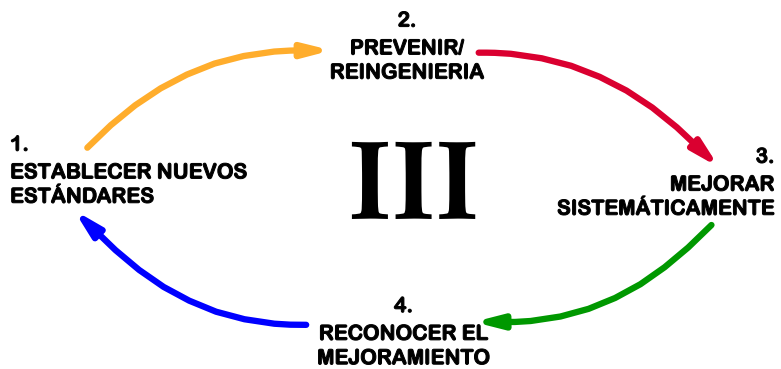 2.
PREVENIR/
REINGENIERIA
1.
ESTABLECER NUEVOS
ESTÁNDARES
III
3.
MEJORAR
SISTEMÁTICAMENTE
4.
RECONOCER EL
MEJORAMIENTO